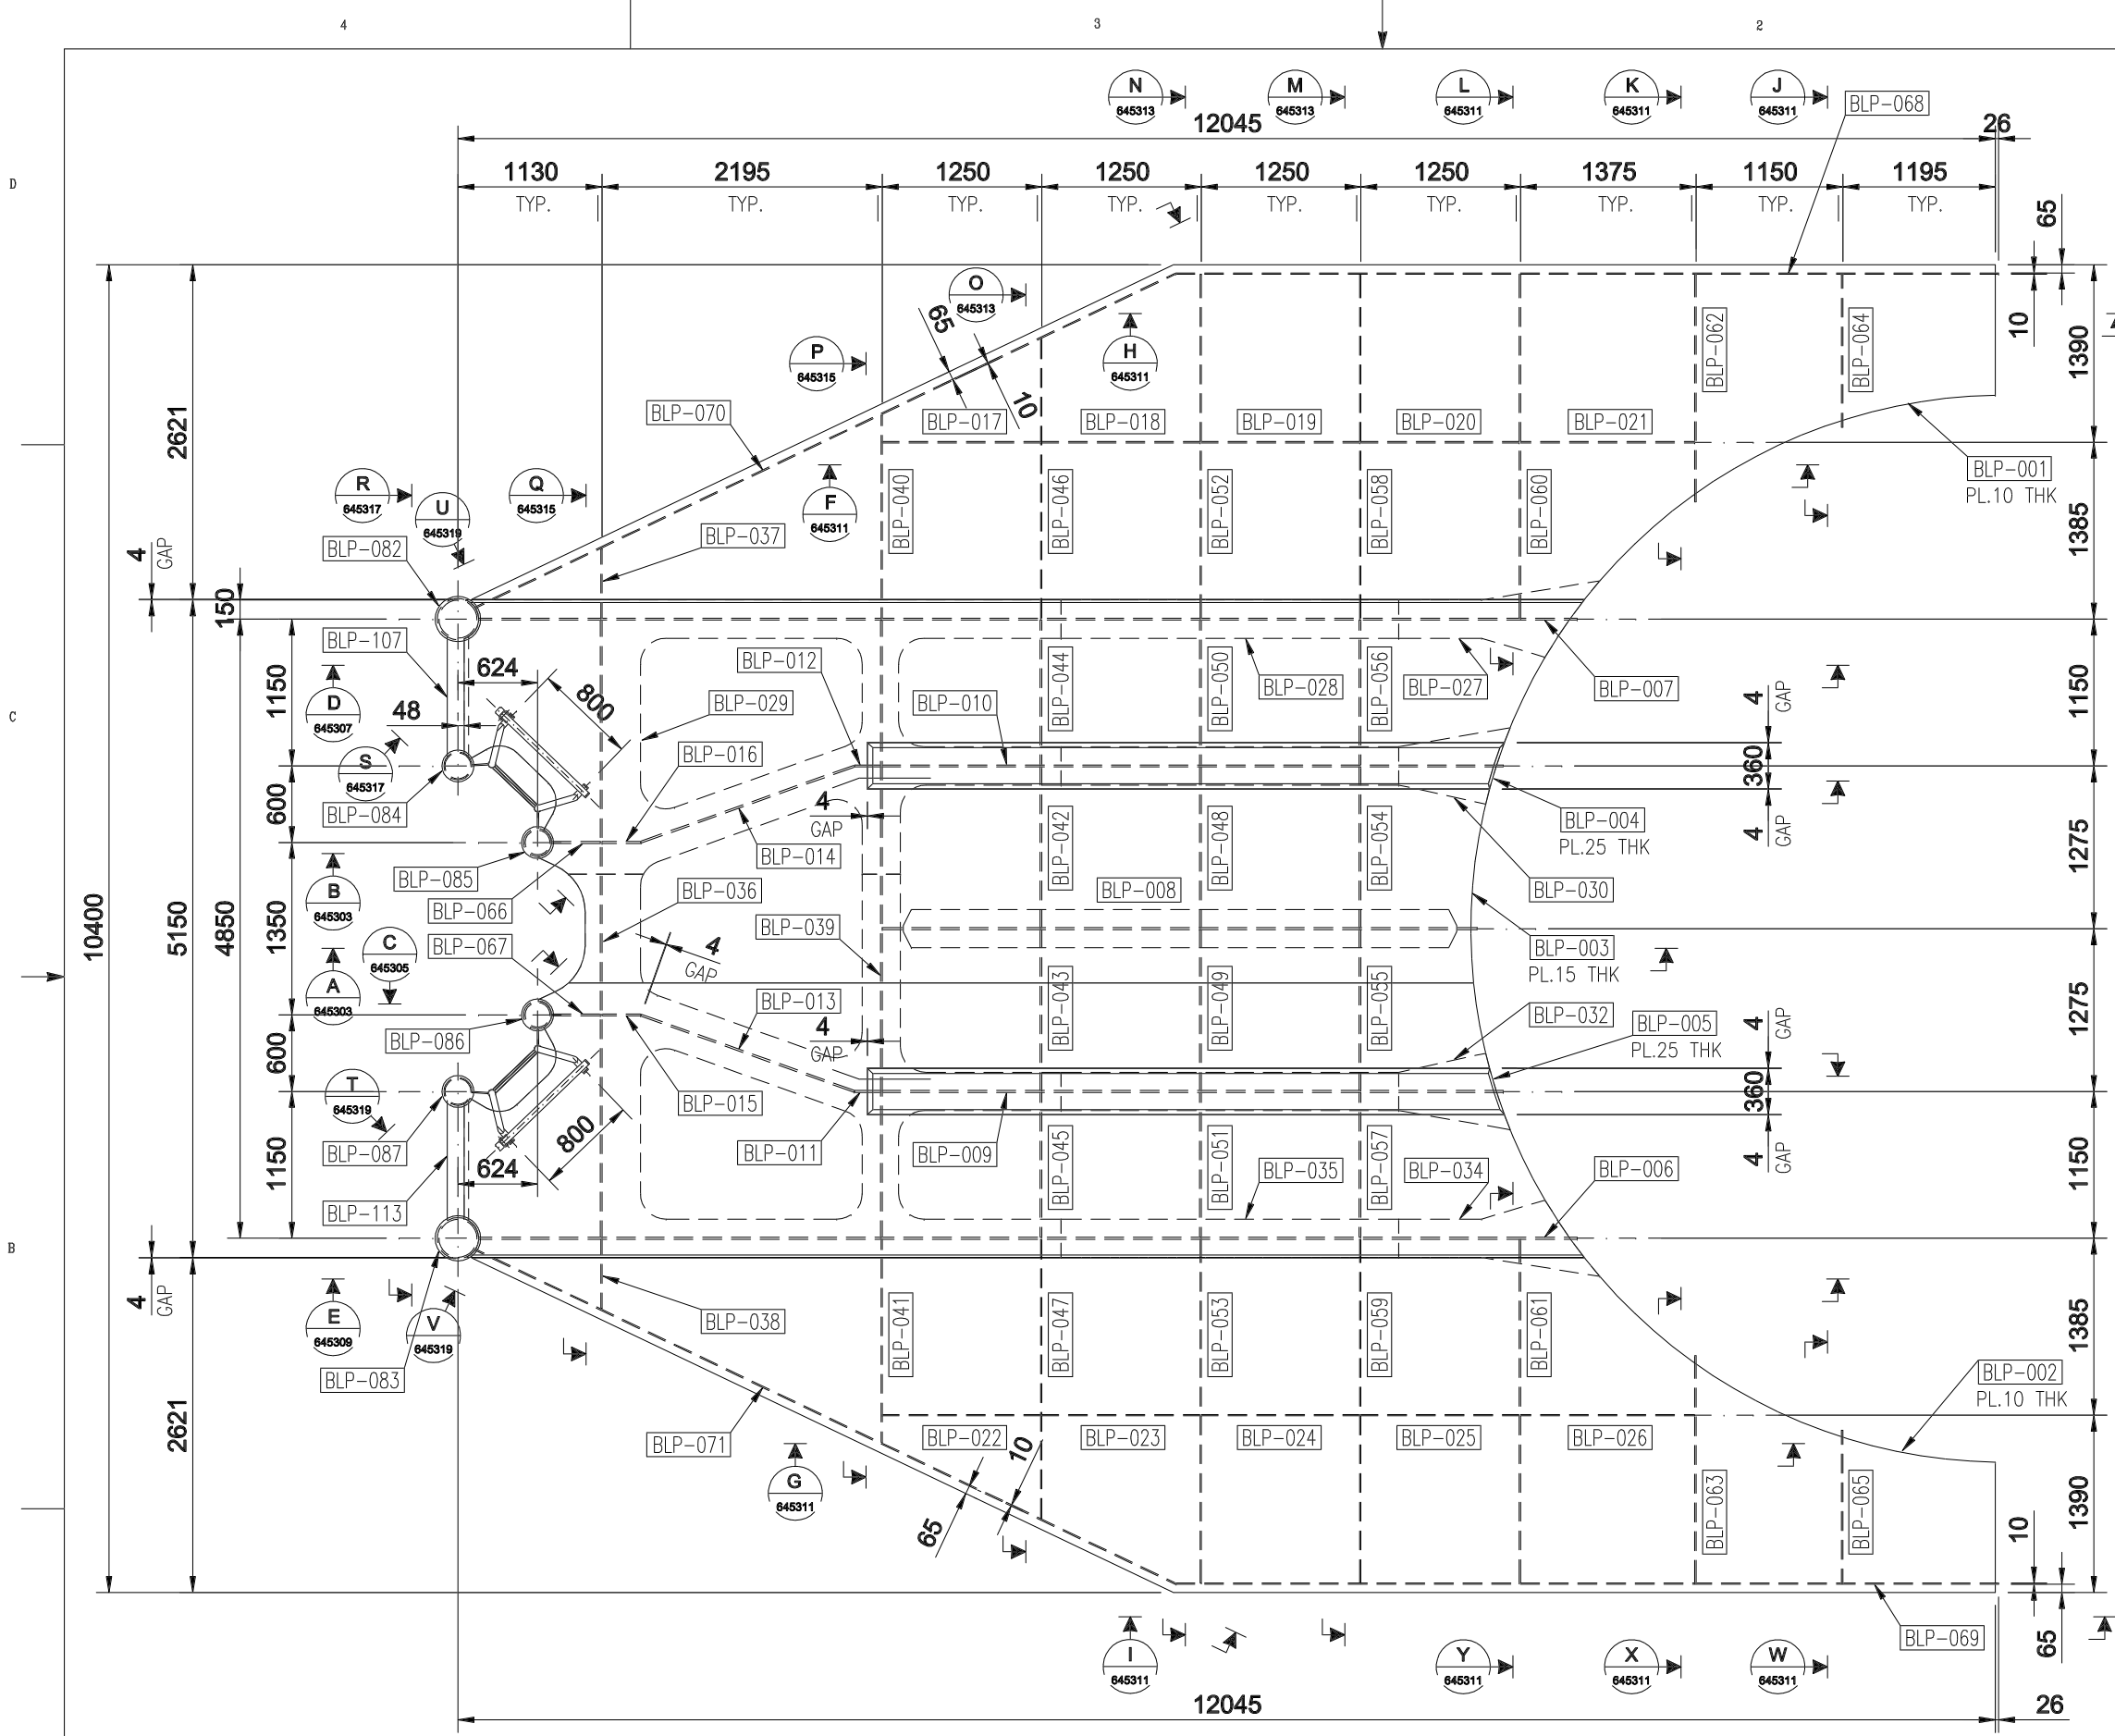 4
3
2
D
C
B
N
645313
M
645313
L
645311
K
645311
J
645311
BLP-068
12045
26
1130
2195
1250
1250
1250
1250
1375
1150
1195
TYP.
TYP.
TYP.
TYP.
TYP.
TYP.
TYP.
TYP.
TYP.
65
10
1390
O
645313
65
10
P
645315
H
645311
BLP-062
BLP-064
BLP-070
BLP-017
BLP-018
BLP-019
BLP-020
BLP-021
2621
BLP-001
PL.10 THK
R
645317
U
645319
Q
645315
F
645311
BLP-040
BLP-046
BLP-052
BLP-058
BLP-060
1385
BLP-082
BLP-037
4
GAP
150
BLP-107
624
BLP-012
BLP-044
BLP-050
BLP-056
BLP-028
BLP-027
BLP-007
1150
1150
D
645307
48
800
BLP-029
BLP-010
4
GAP
S
645317
BLP-016
360
BLP-084
600
4
GAP
BLP-004
PL.25 THK
4
GAP
BLP-014
BLP-042
BLP-048
BLP-054
1275
B
645303
BLP-085
BLP-066
BLP-036
BLP-008
BLP-030
10400
5150
4850
1350
C
645305
BLP-067
4
GAP
BLP-039
BLP-003
PL.15 THK
A
645303
BLP-013
BLP-043
BLP-049
BLP-055
1275
BLP-032
BLP-005
PL.25 THK
4
GAP
BLP-086
4
GAP
600
T
645319
BLP-015
360
BLP-087
800
BLP-011
BLP-009
BLP-045
BLP-051
BLP-057
4
GAP
1150
624
BLP-035
BLP-034
BLP-006
1150
BLP-113
4
GAP
E
645309
V
645319
BLP-038
BLP-041
BLP-047
BLP-053
BLP-059
BLP-061
1385
BLP-083
BLP-002
PL.10 THK
2621
BLP-071
BLP-022
BLP-023
BLP-024
BLP-025
BLP-026
10
G
645311
65
BLP-063
BLP-065
1390
10
I
645311
Y
645311
X
645311
W
645311
BLP-069
65
12045
26